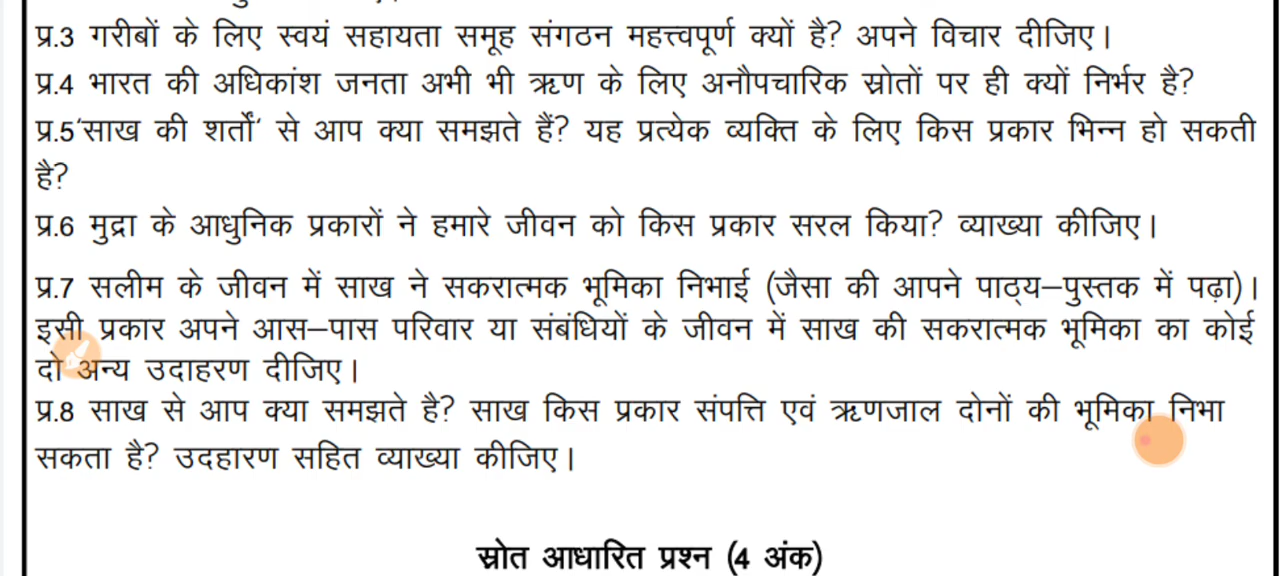 प्र.3 गरीबों के लिए स्वयं सहायता समूह संगठन महत्त्वपूर्ण क्यों है? अपने विचार दीजिए।
प्र.4 भारत की अधिकांश जनता अभी भी ऋण के लिए अनौपचारिक स्रोतों पर ही क्यों निर्भर है?
प्र.5‘साख की शर्तों‘ से आप क्या समझते हैं? यह प्रत्येक व्यक्ति के लिए किस प्रकार भिन्न हो सकती
है?
प्र.6 मुद्रा के आधुनिक प्रकारों ने हमारे जीवन को किस प्रकार सरल किया? व्याख्या कीजिए।
प्र.7 सलीम के जीवन में साख ने सकरात्मक भूमिका निभाई (जैसा की आपने पाठ्य–पुस्तक में पढ़ा)।
इसी प्रकार अपने आस–पास परिवार या संबंधियों के जीवन में साख की सकरात्मक भूमिका का कोई
दो अन्य उदाहरण दीजिए।
प्र.8 साख से आप क्या समझते है? साख किस प्रकार संपत्ति एवं ऋणजाल दोनों की भूमिका निभा
सकता है? उदहारण सहित व्याख्या कीजिए।
स्रोत आधारित प्रश्न (4 अंक)